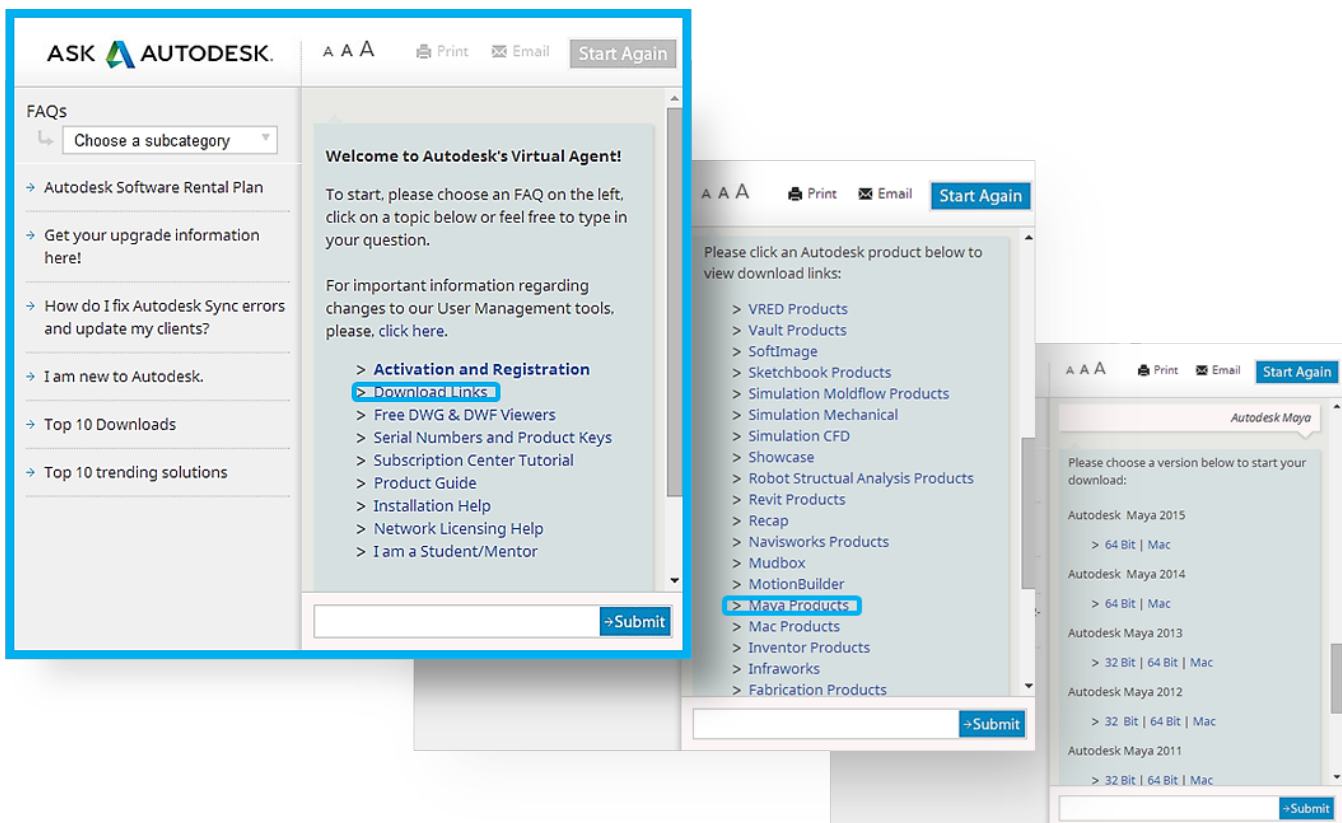 ASK AUTODESK.
A A A Print Email Start Again
FAQs
Choose a subcategory
Autodesk Software Rental Plan
Get your upgrade information
here!
How do I fix Autodesk Sync errors
and update my clients?
I am new to Autodesk.
Top 10 Downloads
Top 10 trending solutions
Welcome to Autodesk's Virtual Agent!
To start, please choose an FAQ on the left,
click on a topic below or feel free to type in
your question.
For important information regarding
changes to our User Management tools,
please, click here.
> Activation and Registration
> Download Links
> Free DWG & DWF Viewers
> Serial Numbers and Product Keys
> Subscription Center Tutorial
> Product Guide
> Installation Help
> Network Licensing Help
> I am a Student/Mentor
Submit
A A A Print Email Start Again
Please click an Autodesk product below to
view download links:
> VRED Products
> Vault Products
> SoftImage
> Sketchbook Products
> Simulation Moldflow Products
> Simulation Mechanical
> Simulation CFD
> Showcase
> Robot Structual Analysis Products
> Revit Products
> Recap
> Navisworks Products
> Mudbox
> MotionBuilder
> Maya Products
> Mac Products
> Inventor Products
> Infraworks
> Fabrication Products
Submit
A A A Print Email Start Again
Autodesk Maya
Please choose a version below to start your
download:
Autodesk Maya 2015
> 64 Bit | Mac
Autodesk Maya 2014
> 64 Bit | Mac
Autodesk Maya 2013
> 32 Bit | 64 Bit | Mac
Autodesk Maya 2012
> 32 Bit | 64 Bit | Mac
Autodesk Maya 2011
> 32 Bit | 64 Bit | Mac
Submit